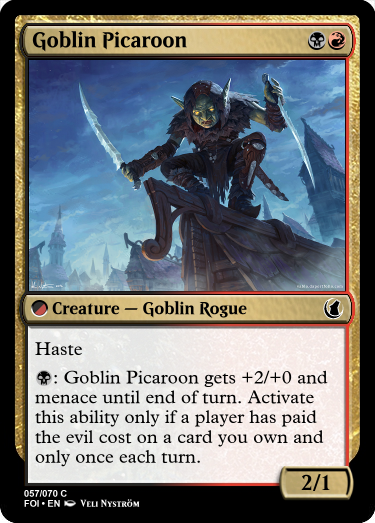 Goblin Picaroon
Creature — Goblin Rogue
Haste
: Goblin Picaroon gets +2/+0 and
menace until end of turn. Activate
this ability only if a player has paid
the evil cost on a card you own and
only once each turn.
2/1
057/070 C
FOI • EN Veli Nyström